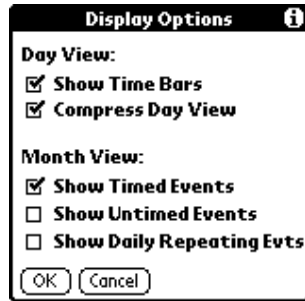 Display Options i
Day View:
Show Time Bars
Compress Day View
Month View:
Show Timed Events
Show Untimed Events
Show Daily Repeating Evts
OK Cancel